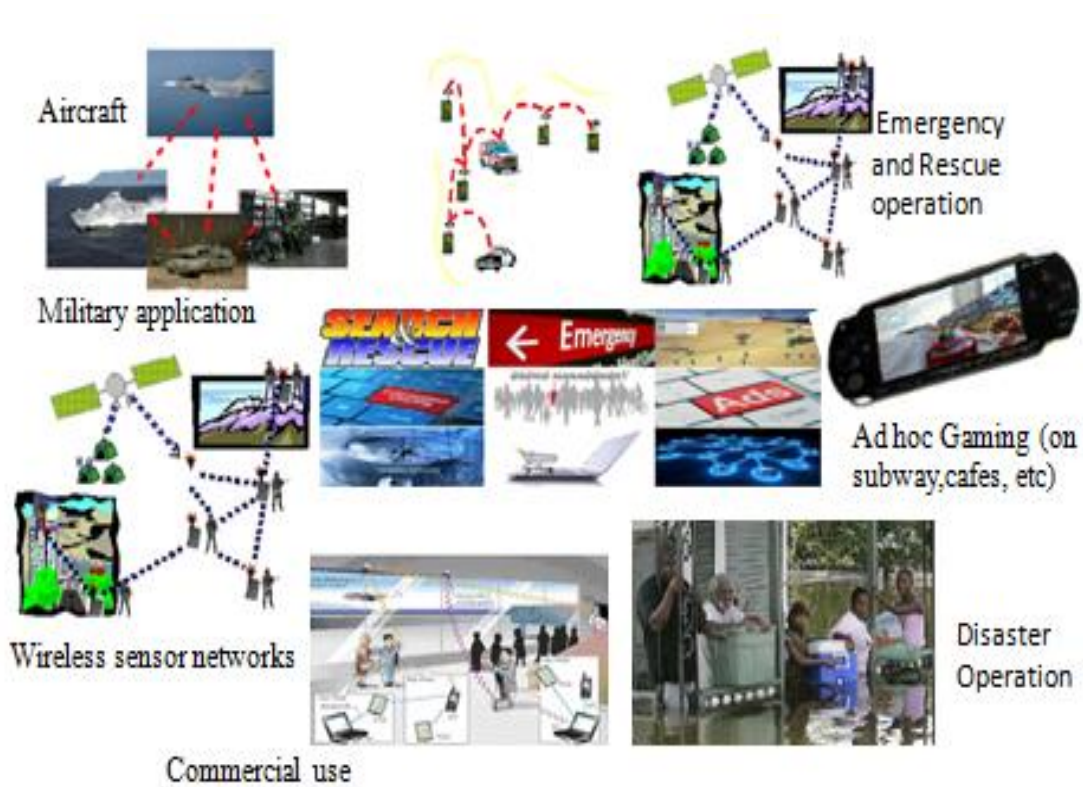 Aircraft
Emergency
and Rescue
operation
Military application
SEARCH
&
RESCUE
Emergency
Ads
Ad hoc Gaming (on
subway,cafes, etc)
Wireless sensor networks
Disaster
Operation
Commercial use